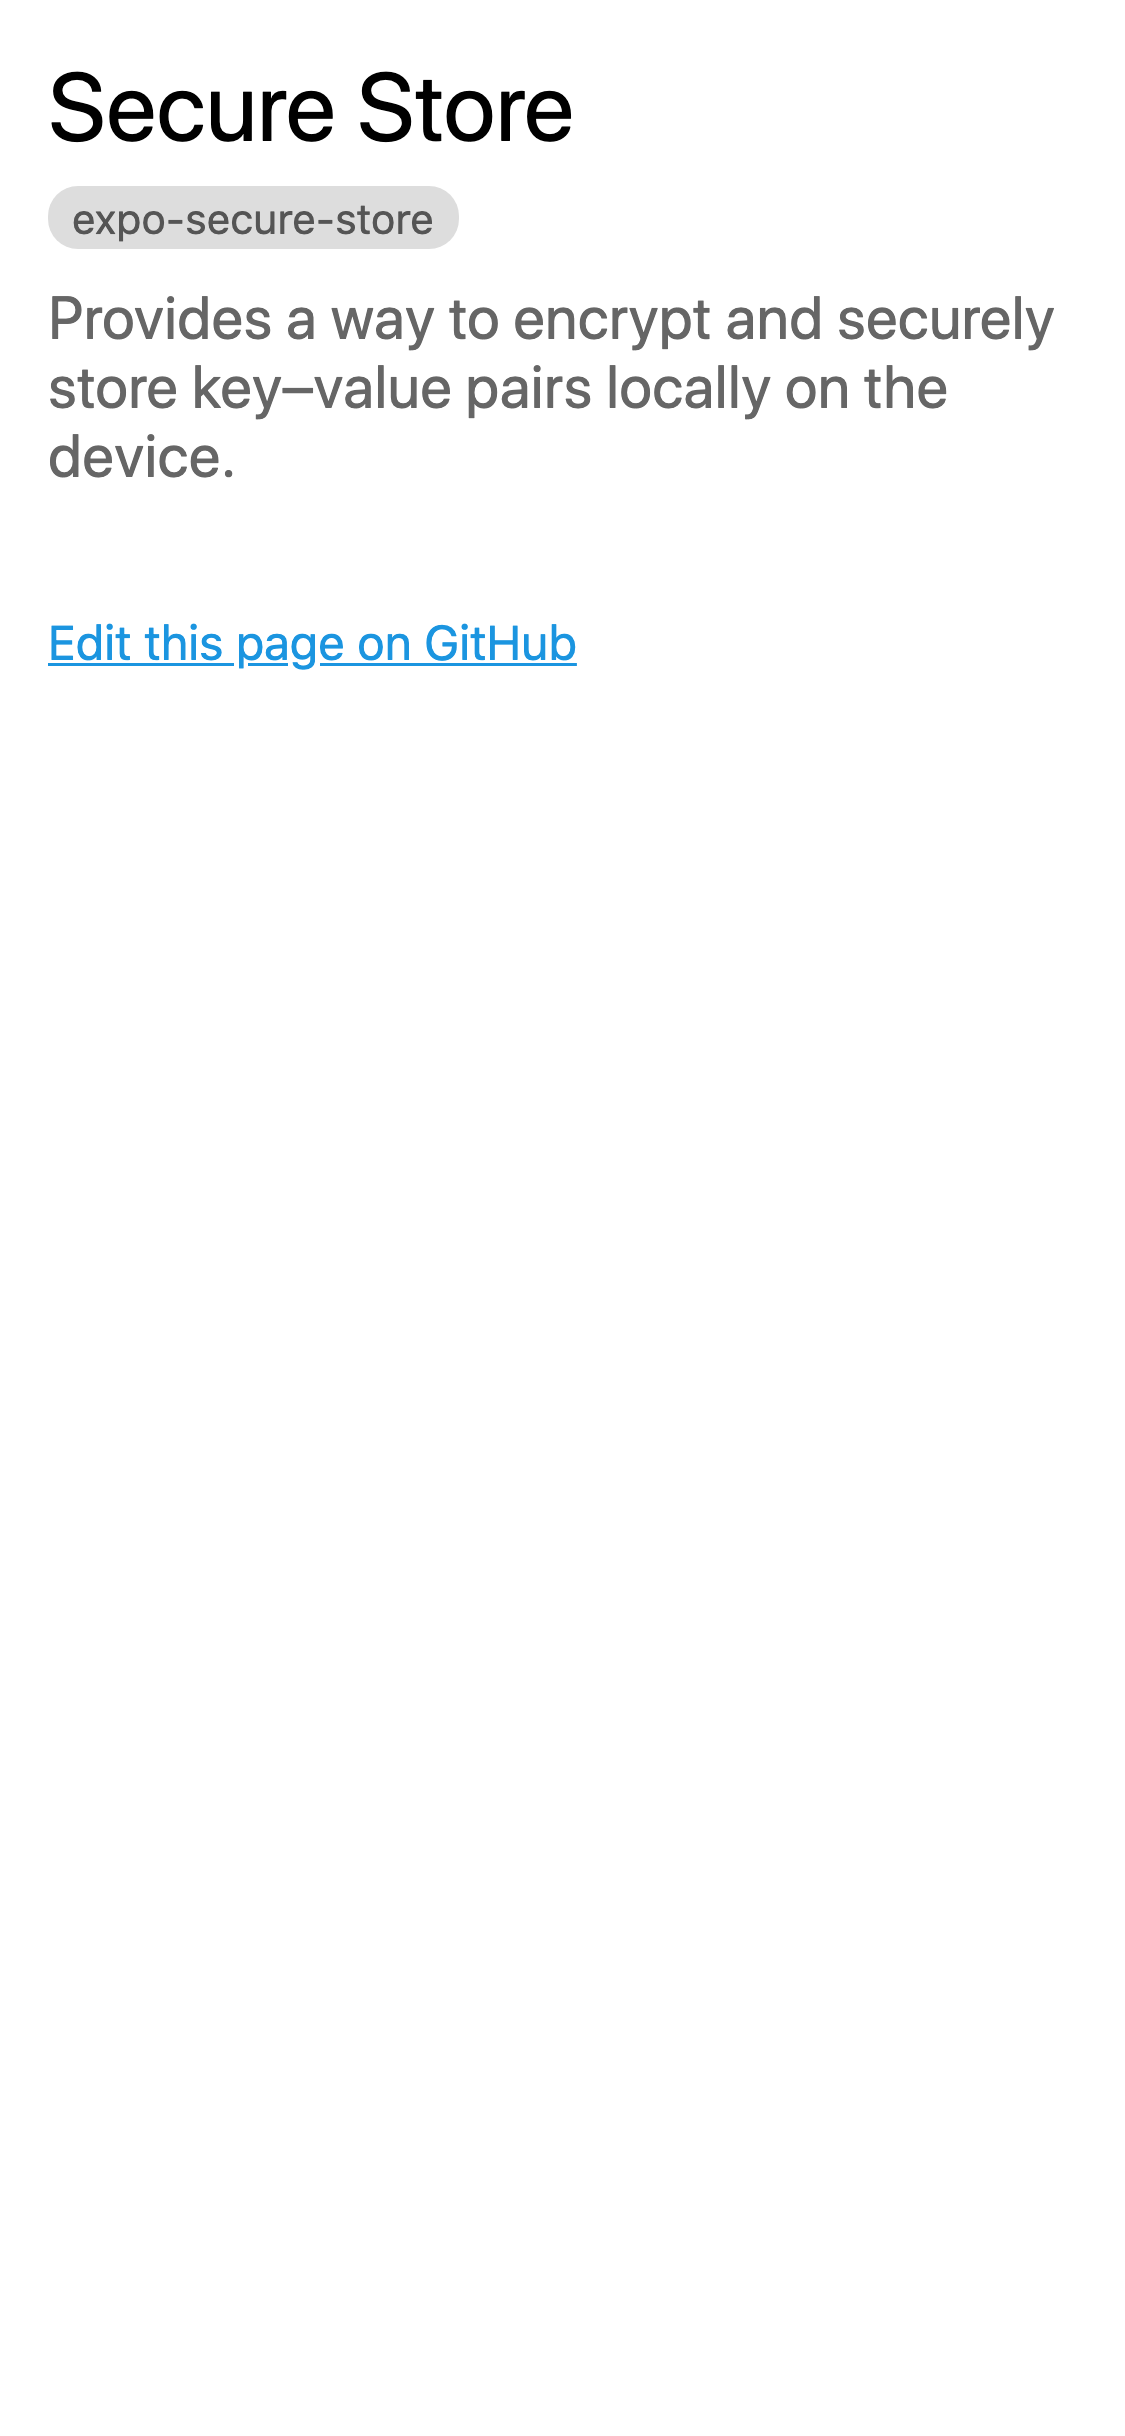 Secure Store
expo-secure-store
Provides a way to encrypt and securely
store key–value pairs locally on the
device.
Edit this page on GitHub